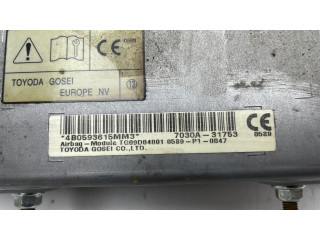 CE
TOYODA GOSEI
EUROPE NV
*4B0593615MM3* 7030A-31753
Airbag-Module TG09D84001 0589-P1-0047
TOYODA GOSEI CO.,LTD.
CE
0589